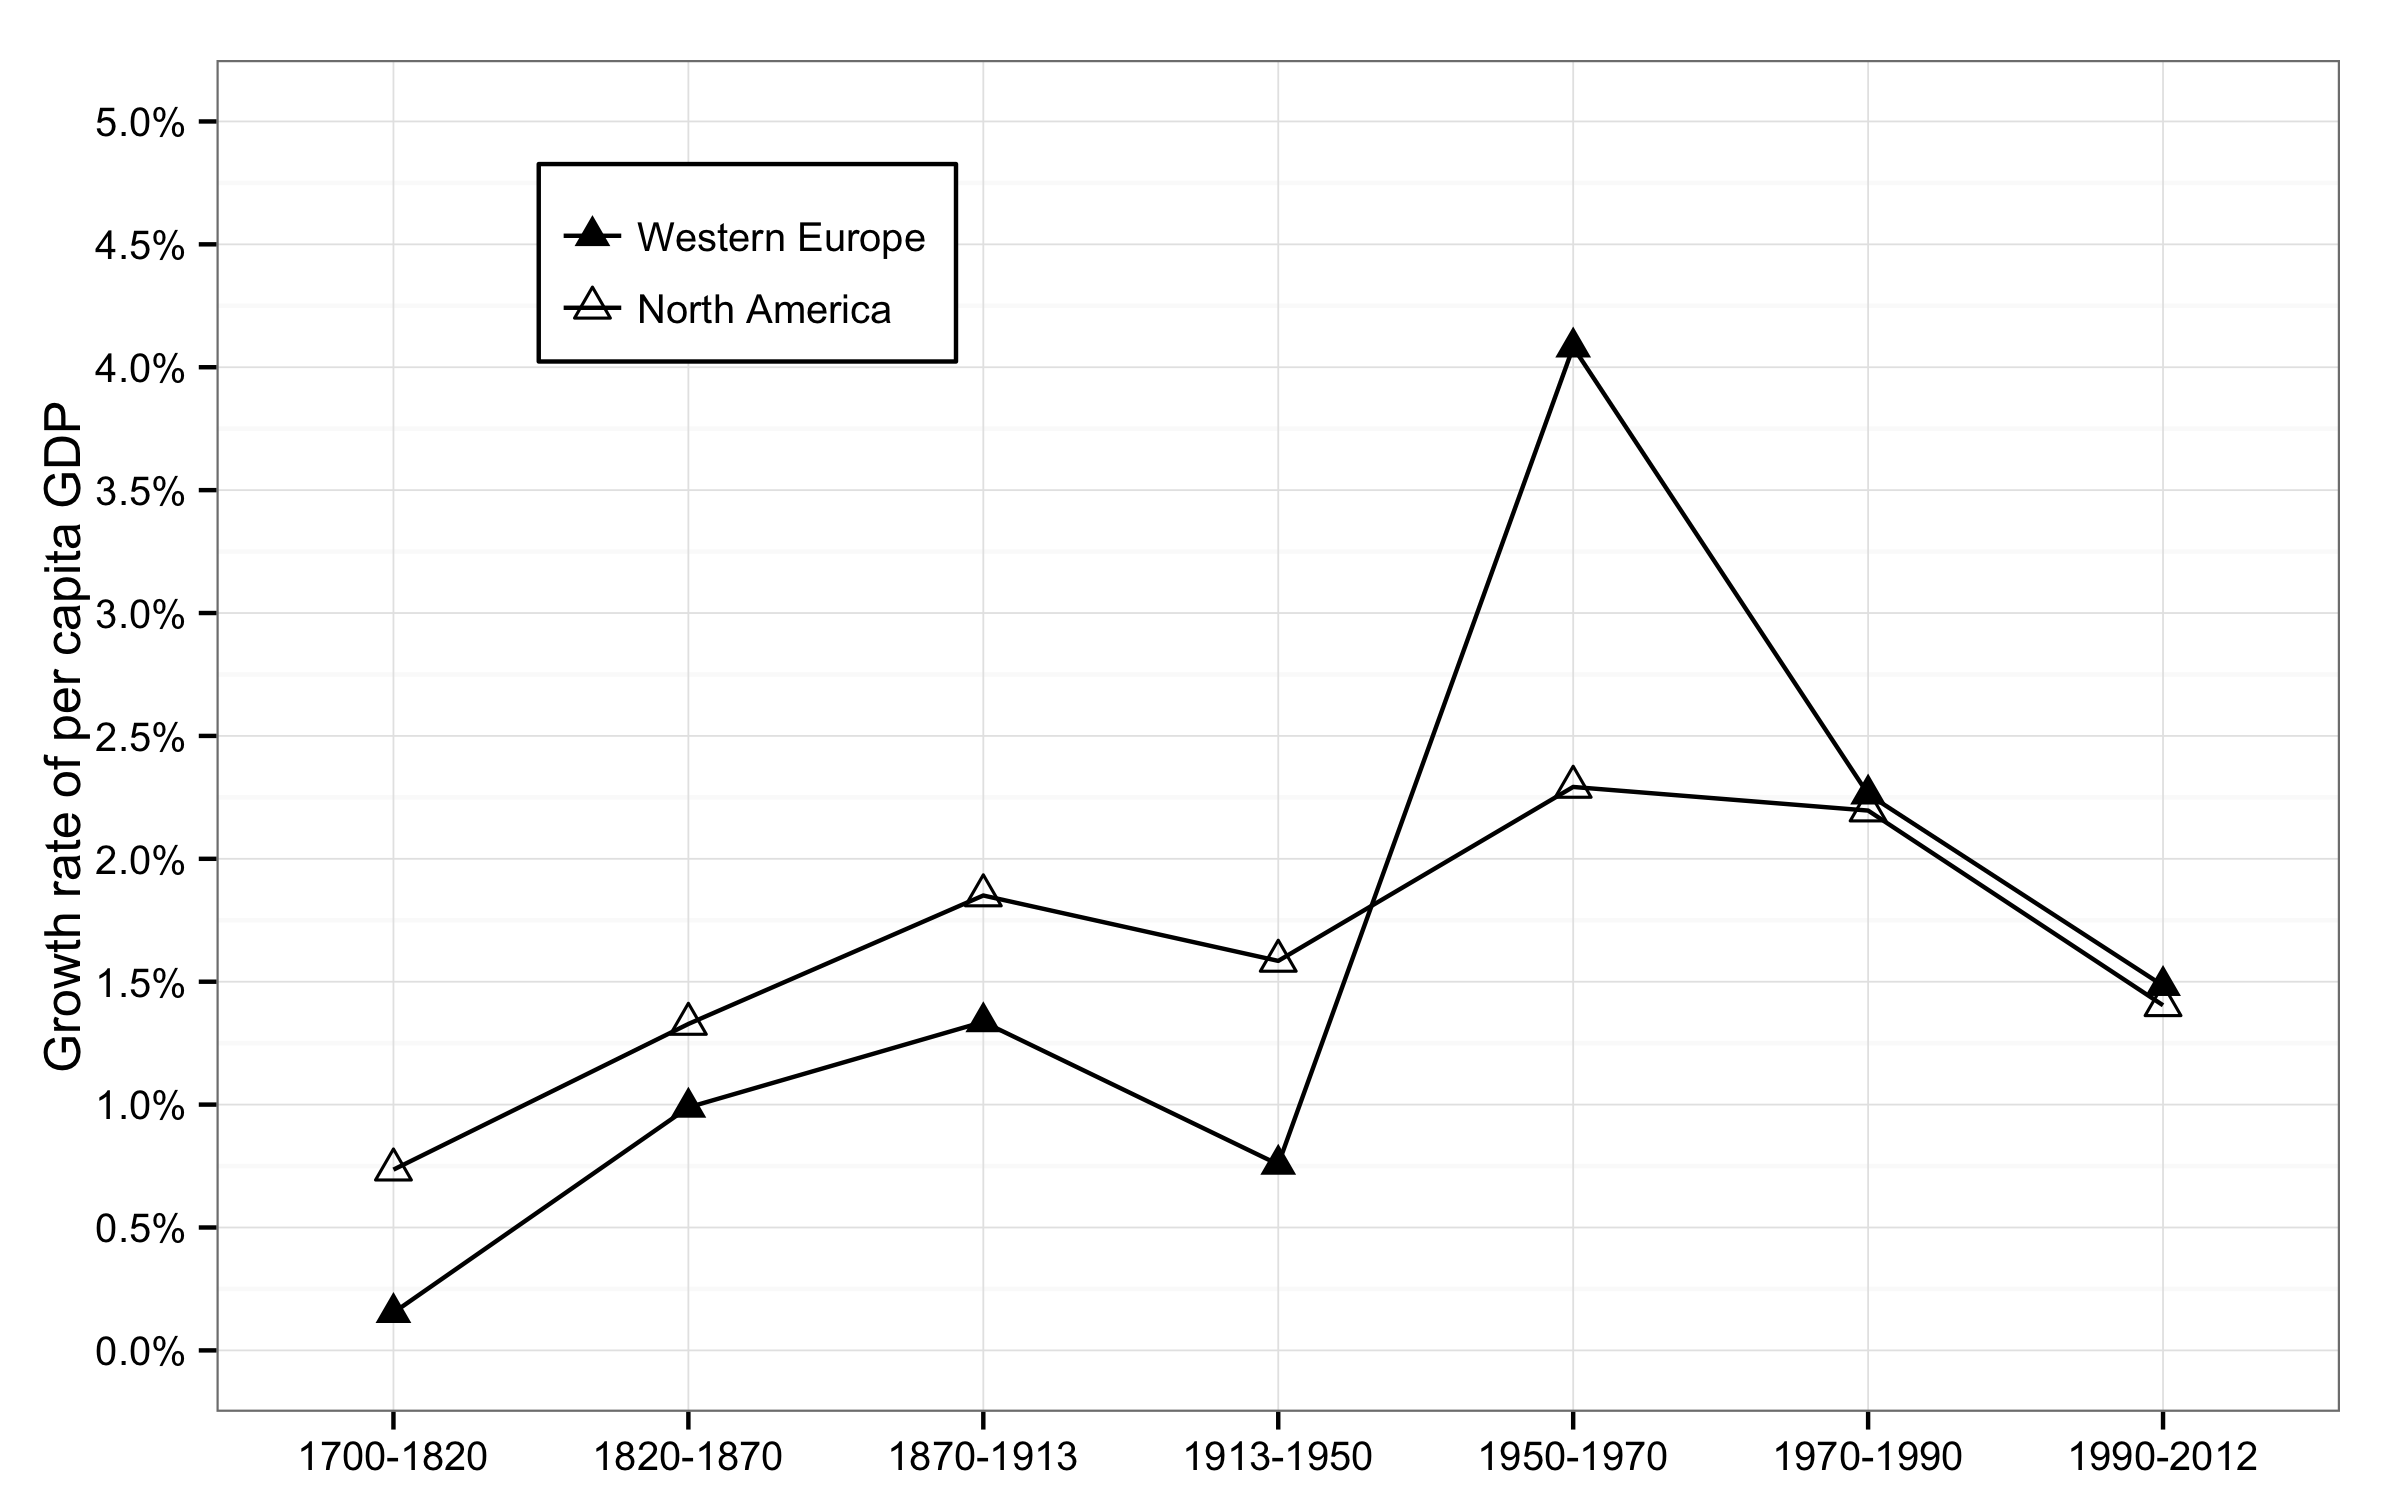 Growth rate of per capita GDP
5.0%
4.5%
4.0%
3.5%
3.0%
2.5%
2.0%
1.5%
1.0%
0.5%
0.0%
Western Europe
North America
1700-1820 1820-1870 1870-1913 1913-1950 1950-1970 1970-1990 1990-2012